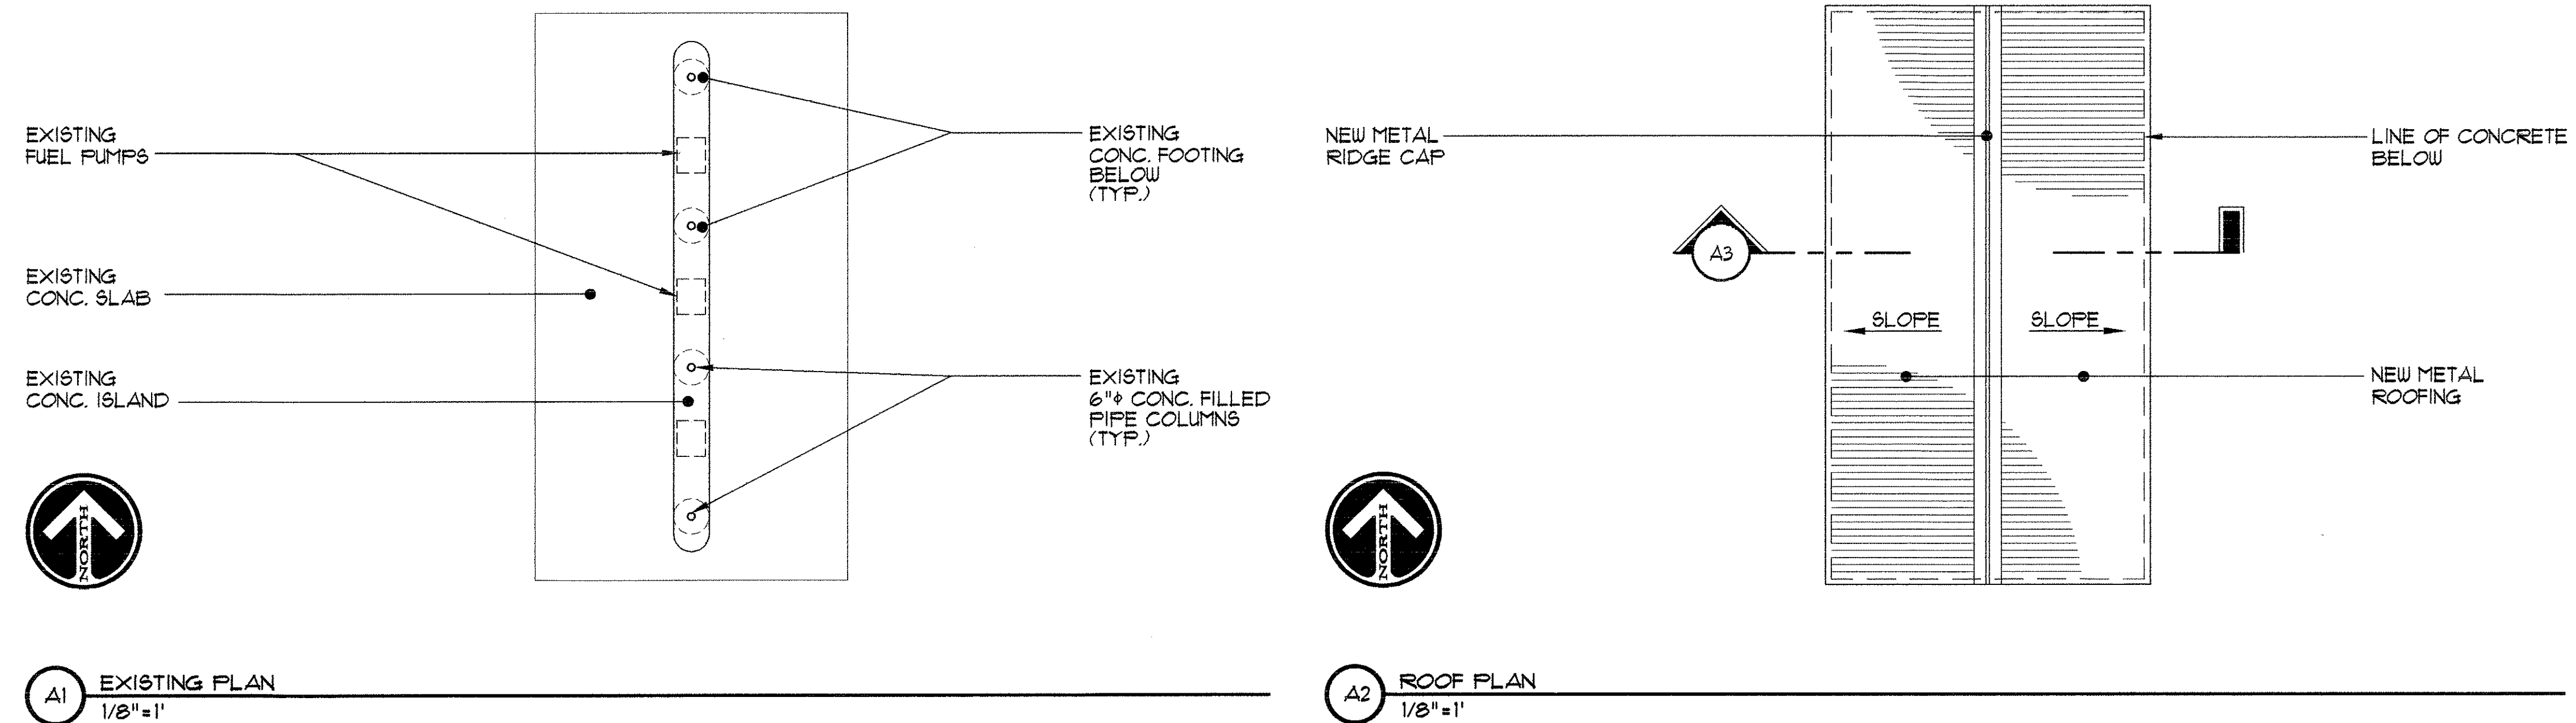 EXISTING
FUEL PUMPS
EXISTING
CONC. SLAB
EXISTING
CONC. ISLAND
EXISTING
CONC. FOOTING
BELOW
(TYP.)
EXISTING
6"φ CONC. FILLED
PIPE COLUMNS
(TYP.)
NORTH
A1
EXISTING PLAN
1/8"=1'
NEW METAL
RIDGE CAP
LINE OF CONCRETE
BELOW
A3
SLOPE
SLOPE
NEW METAL
ROOFING
NORTH
A2
ROOF PLAN
1/8"=1'